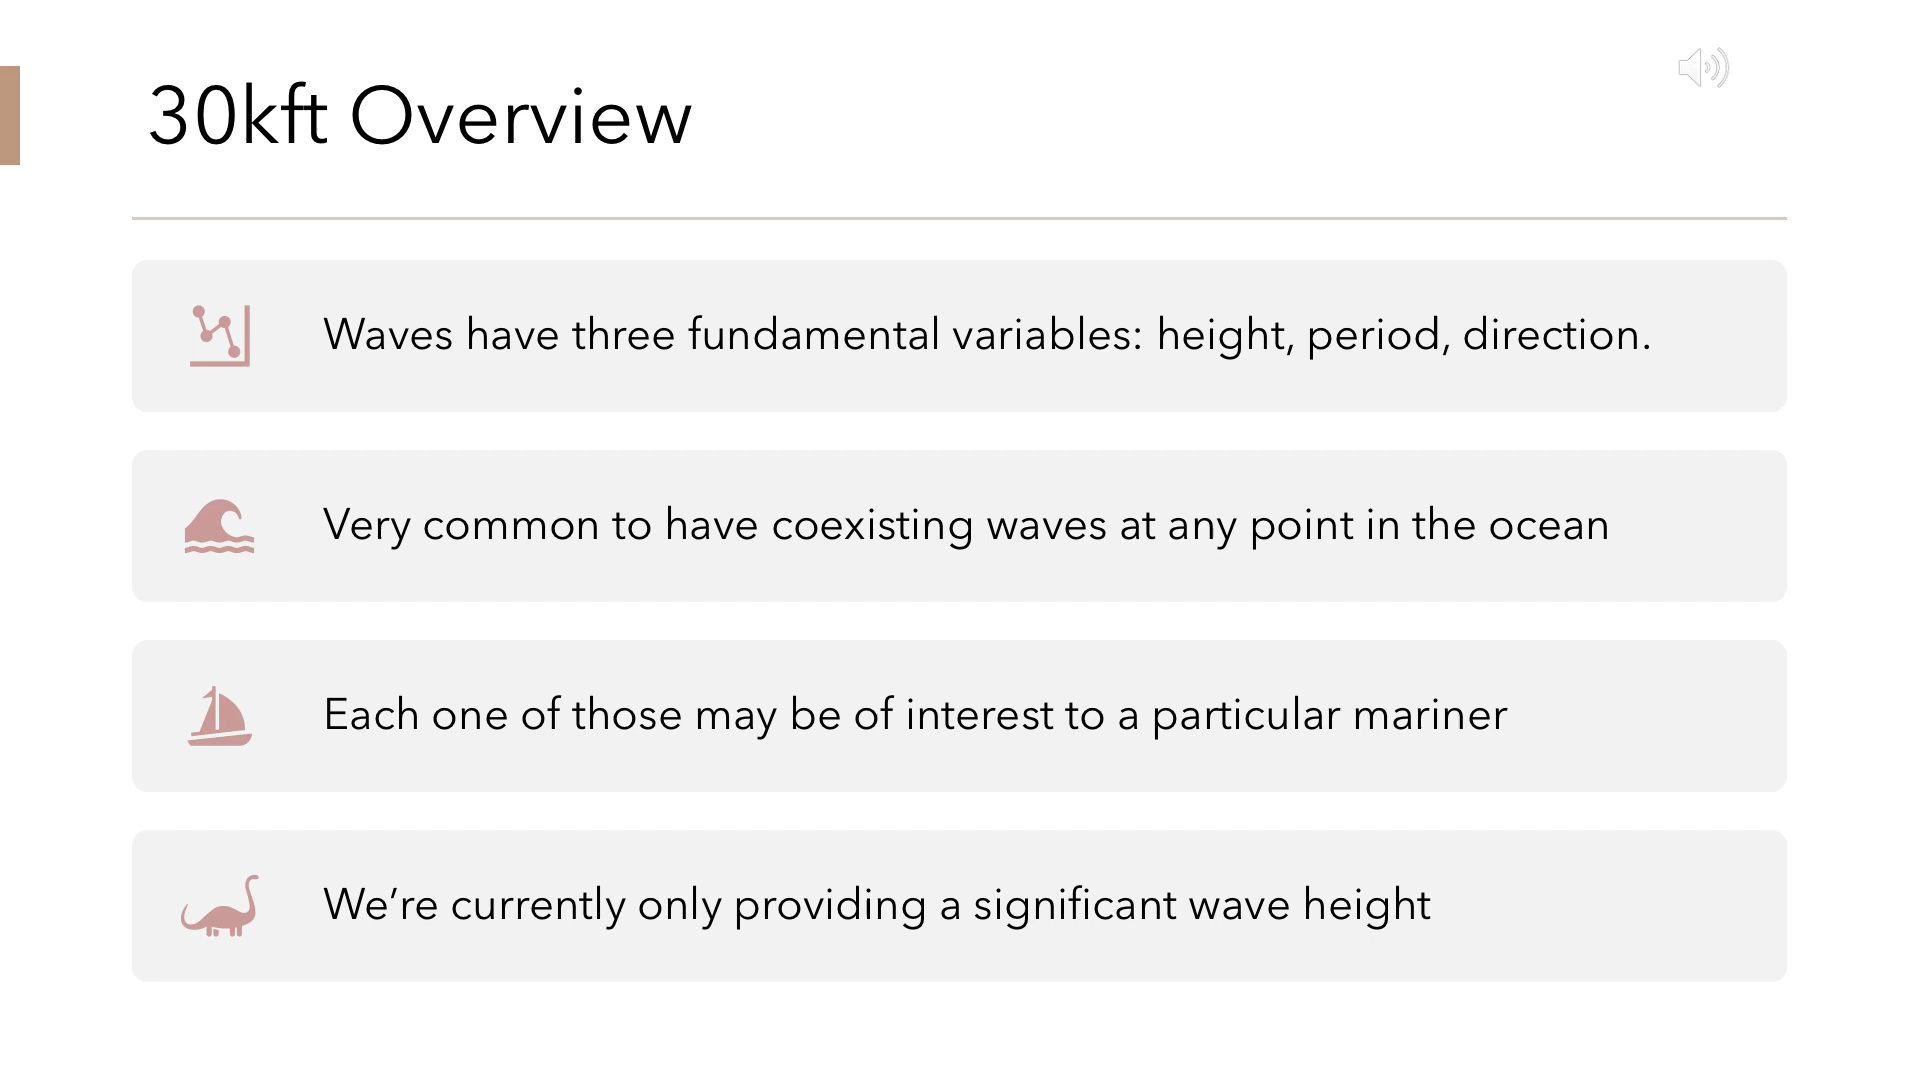 30kft Overview
Waves have three fundamental variables: height, period, direction.
Very common to have coexisting waves at any point in the ocean
Each one of those may be of interest to a particular mariner
We’re currently only providing a significant wave height